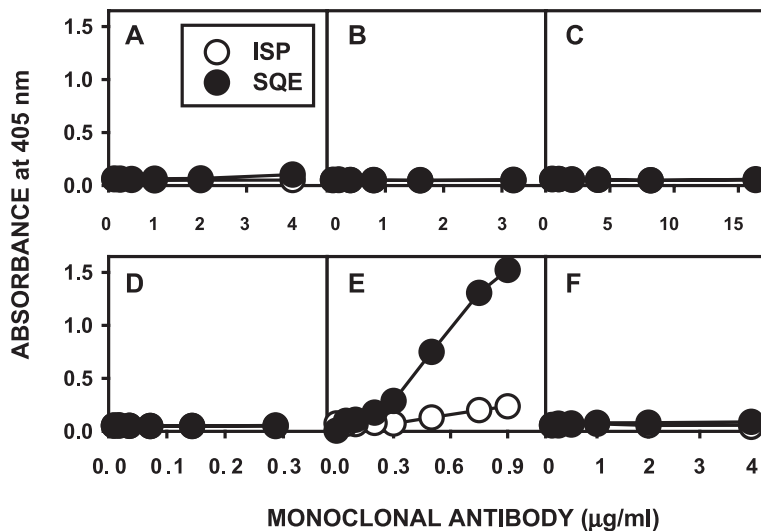 ABSORBANCE at 405 nm
1.5
1.0
0.5
0.0
A
ISP
SQE
B
C
0 1 2 3 4
0 1 2 3
0 5 10 15
1.5
1.0
0.5
0.0
D
E
F
0.0 0.1 0.2 0.3
0.0 0.3 0.6 0.9
0 1 2 3 4
MONOCLONAL ANTIBODY (μg/ml)